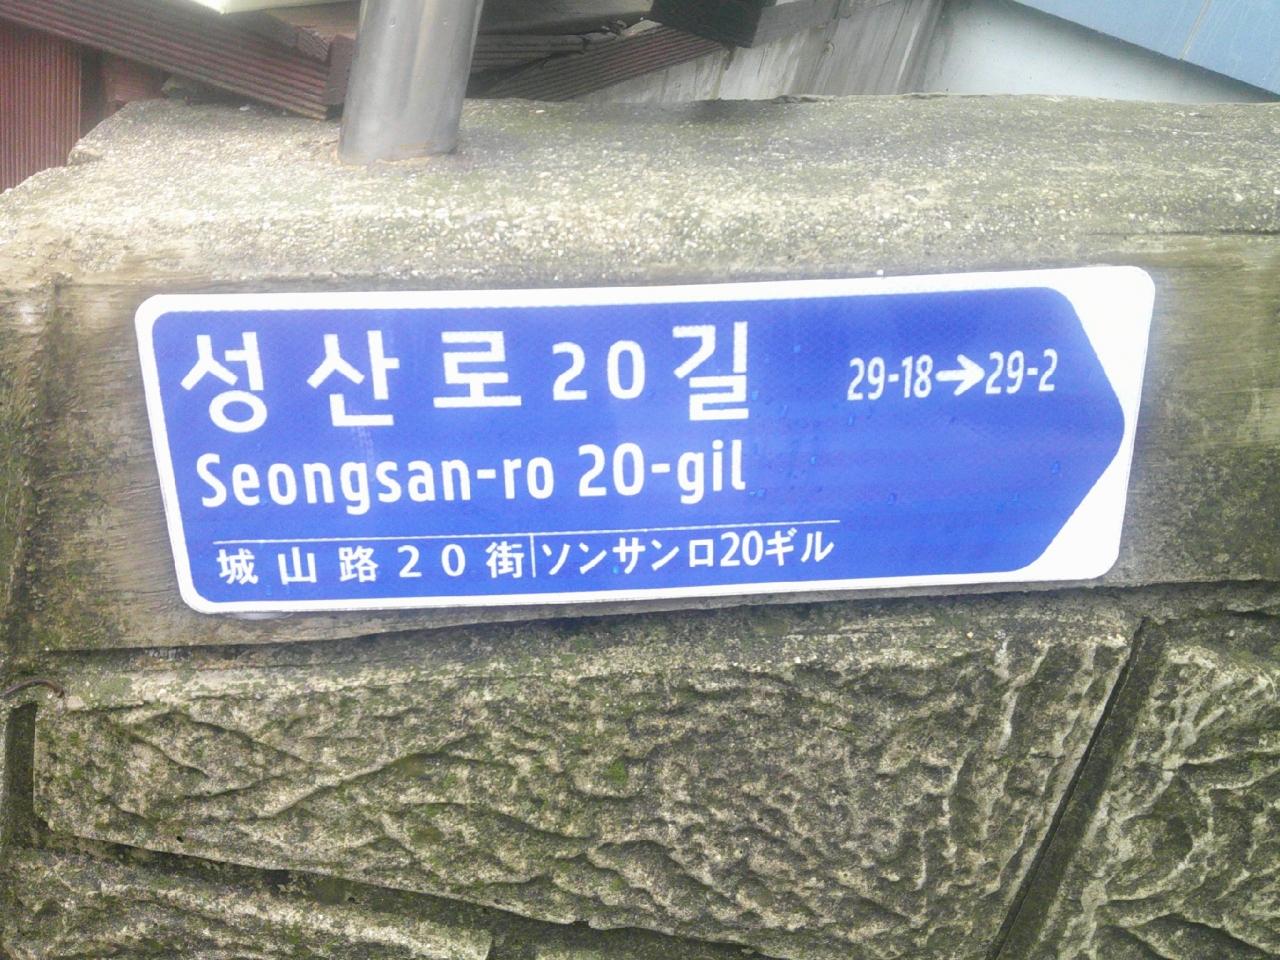 성산로 20길 29-18→29-2
Seongsan-ro 20-gil
城山路20街|ソンサンロ20ギル